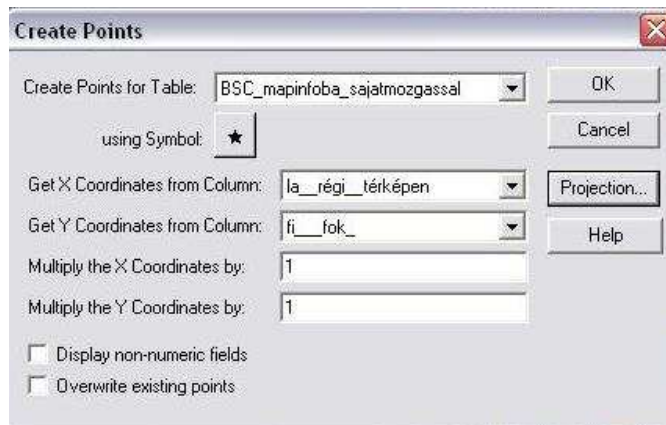 Create Points
Create Points for Table: BSC_mapinfoba_sajatmozgassal OK
using Symbol: Cancel
Get X Coordinates from Column: la__régi__térképen Projection...
Get Y Coordinates from Column: fi___fok_ Help
Multiply the X Coordinates by: 1
Multiply the Y Coordinates by: 1
Display non-numeric fields
Overwrite existing points